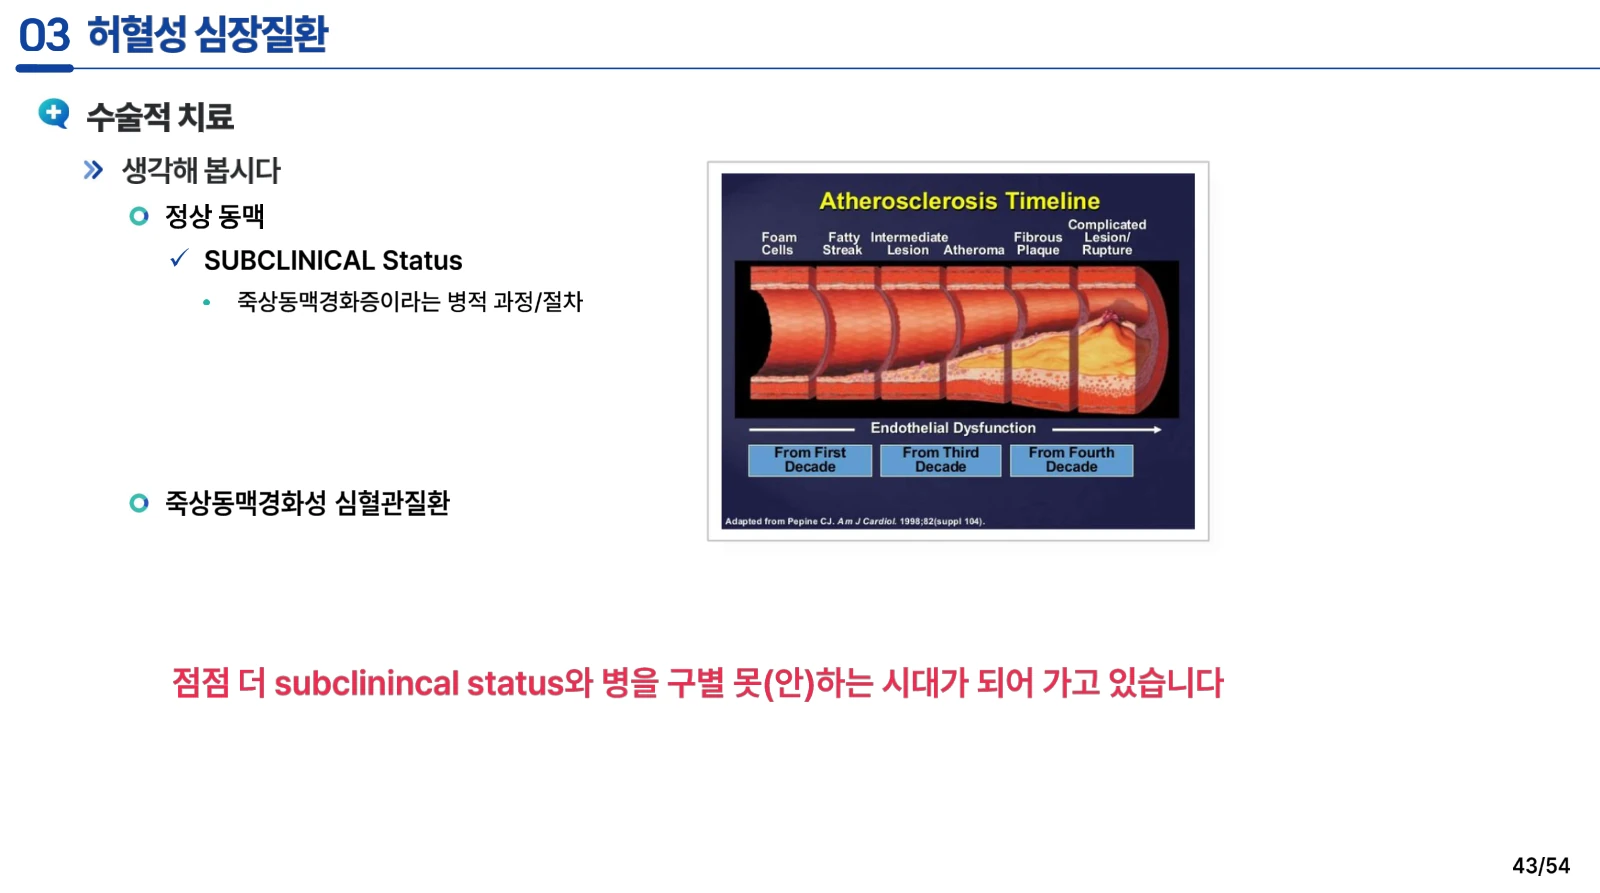 03 허혈성 심장질환
수술적 치료
생각해 봅시다
정상 동맥
SUBCLINICAL Status
죽상동맥경화증이라는 병적 과정/절차
죽상동맥경화성 심혈관질환
Atherosclerosis Timeline
Foam
Cells
Fatty
Streak
Intermediate
Lesion
Atheroma
Fibrous
Plaque
Complicated
Lesion/
Rupture
Endothelial Dysfunction
From First
Decade
From Third
Decade
From Fourth
Decade
Adapted from Pepine CJ. Am J Cardiol. 1998;82(suppl 104).
점점 더 subclinincal status와 병을 구별 못(안)하는 시대가 되어 가고 있습니다
43/54